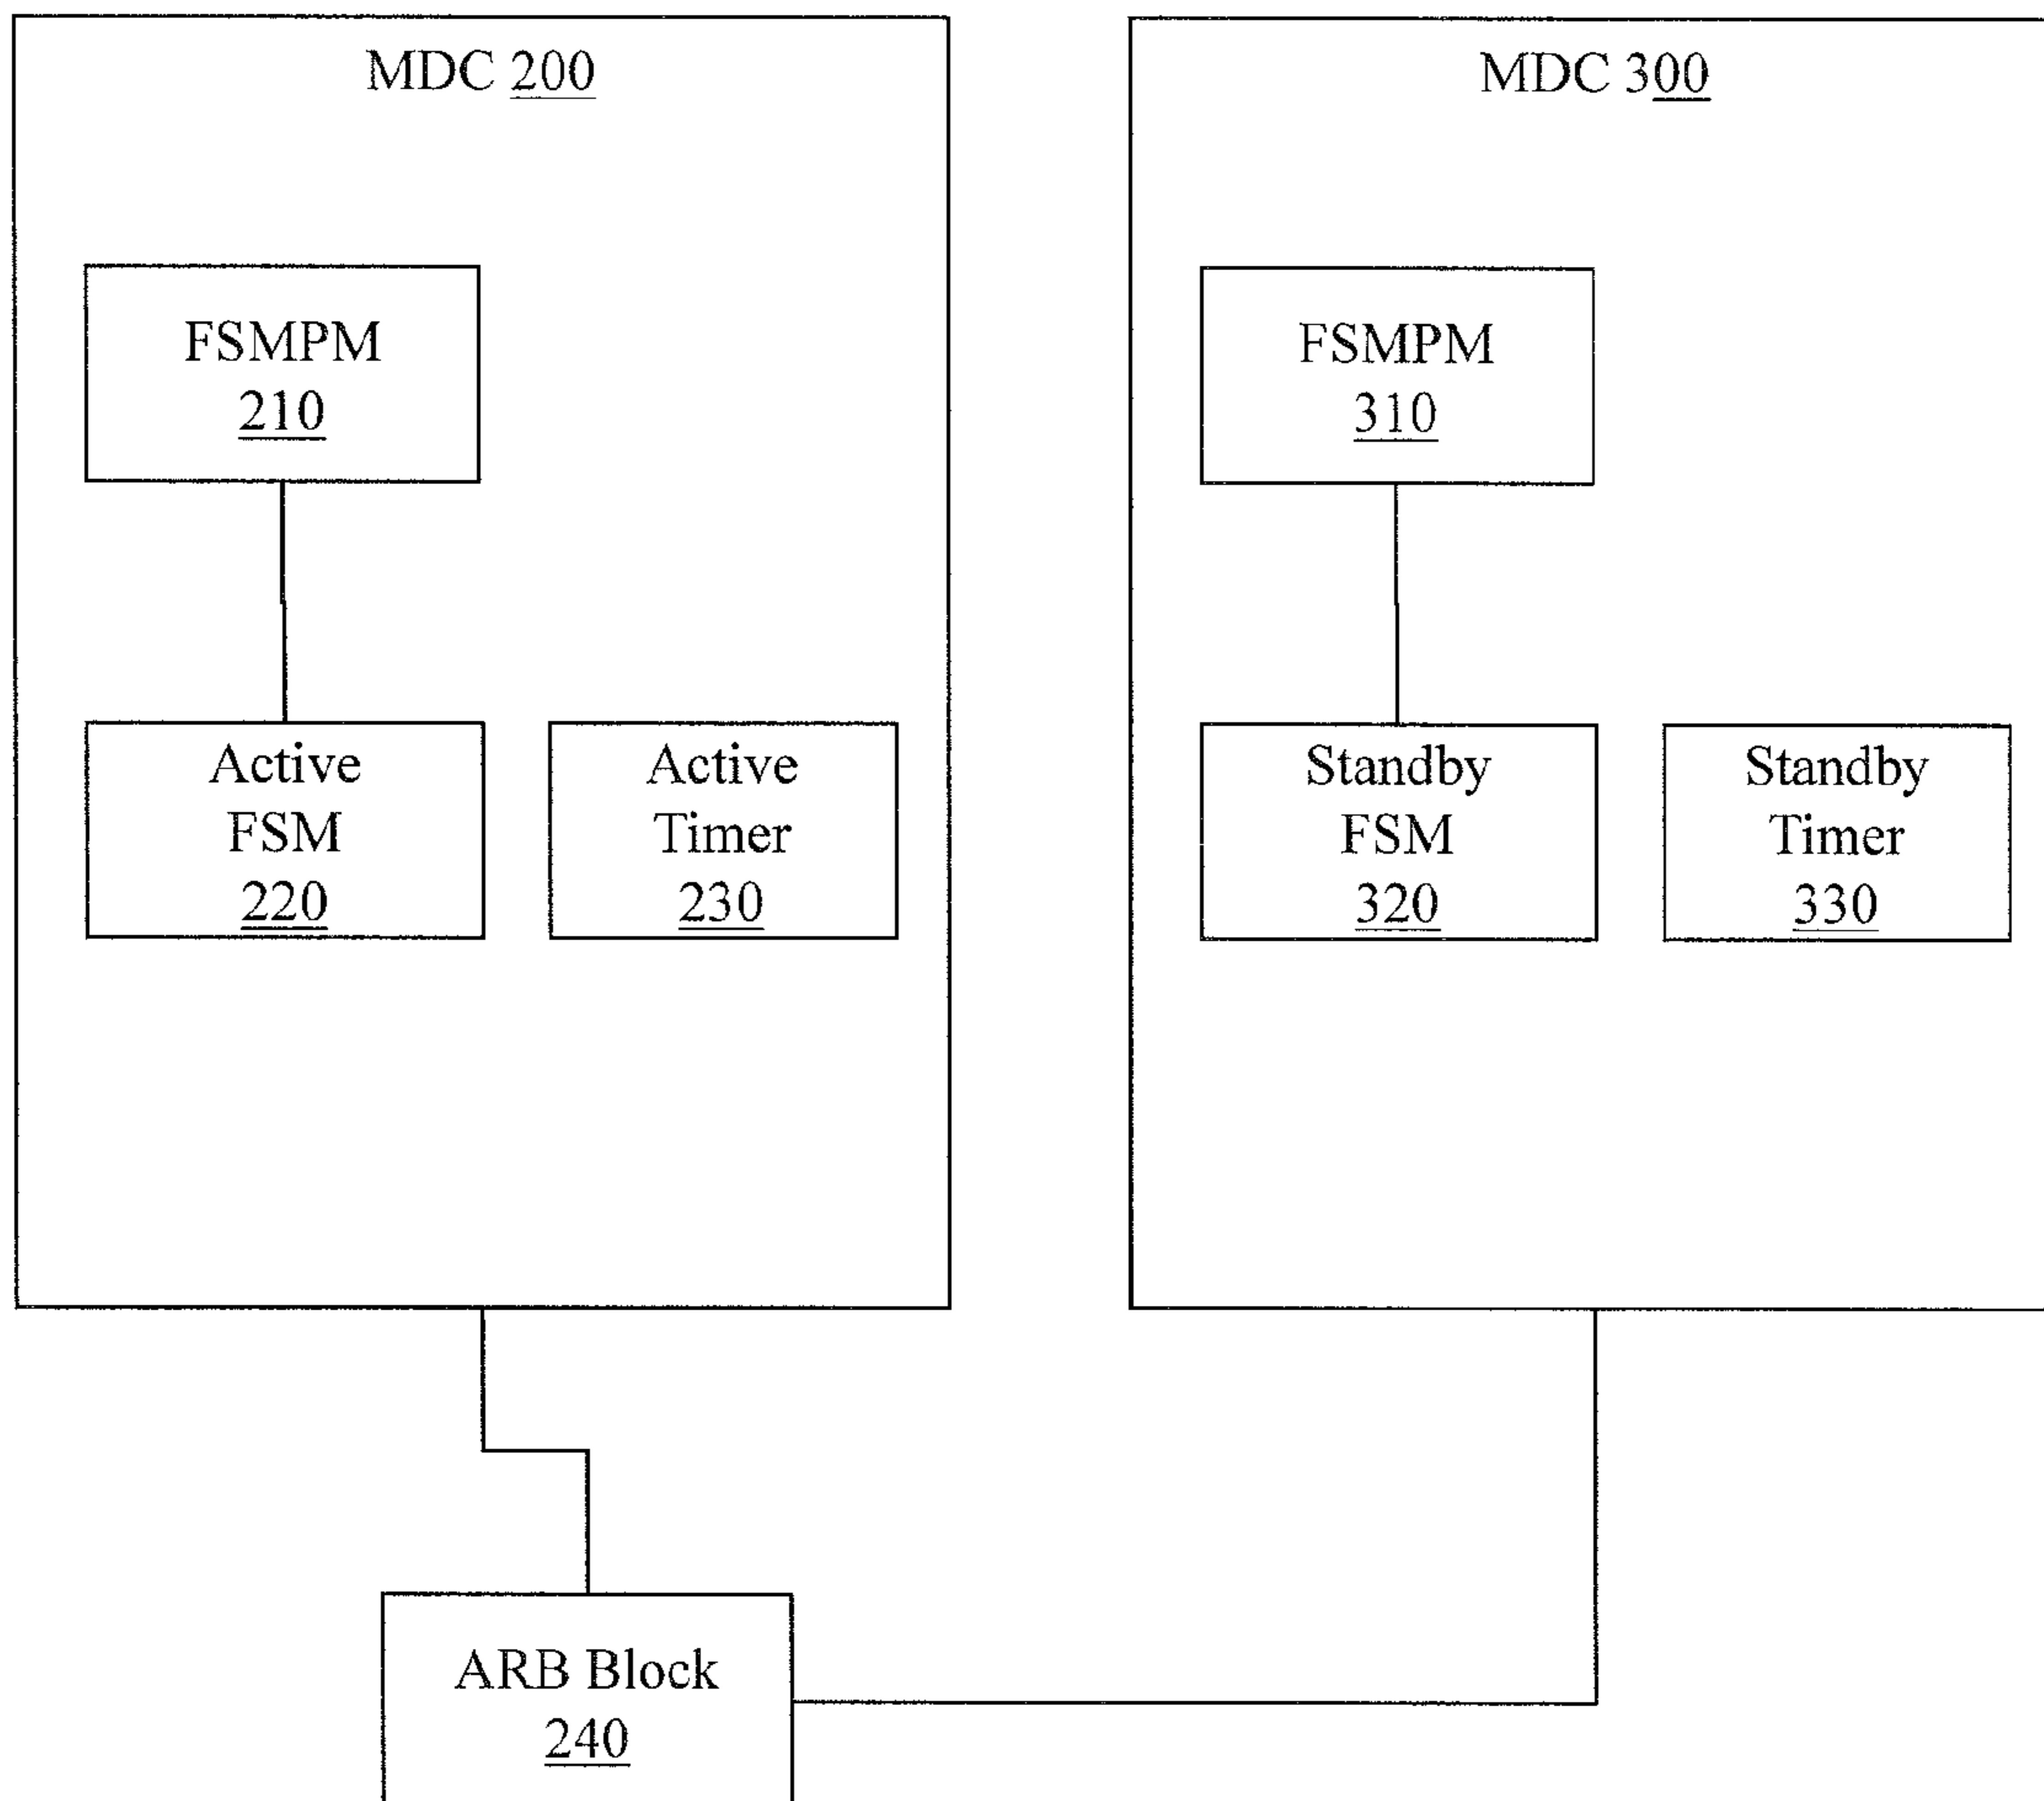 MDC 200
FSMPM
210
Active
FSM
220
Active
Timer
230
MDC 300
FSMPM
310
Standby
FSM
320
Standby
Timer
330
ARB Block
240